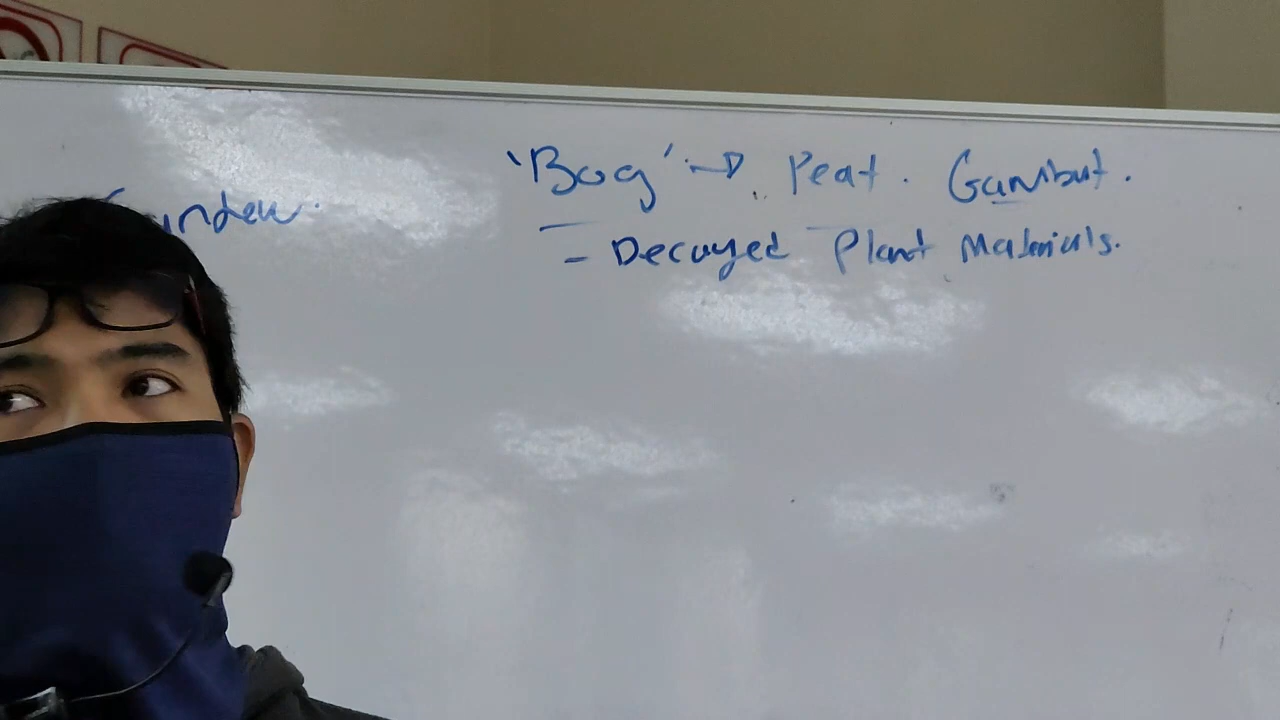 'Bog' → Peat. Gambut.
- Decayed Plant Materials.